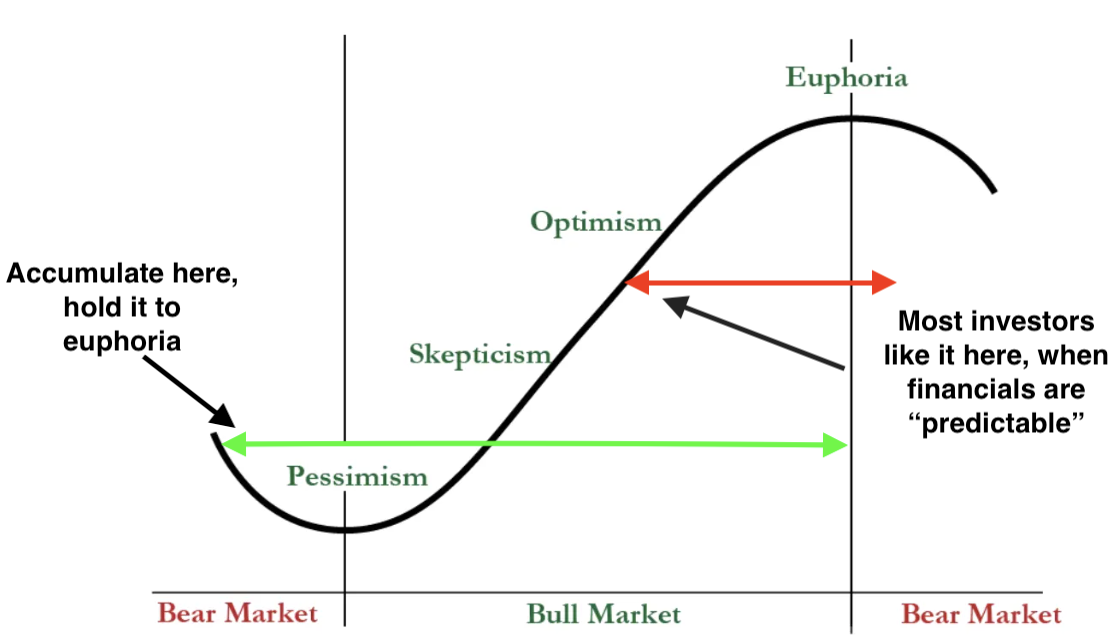 Euphoria
Optimism
Accumulate here,
hold it to
euphoria
Most investors
like it here, when
financials are
“predictable”
Skepticism
Pessimism
Bear Market
Bull Market
Bear Market